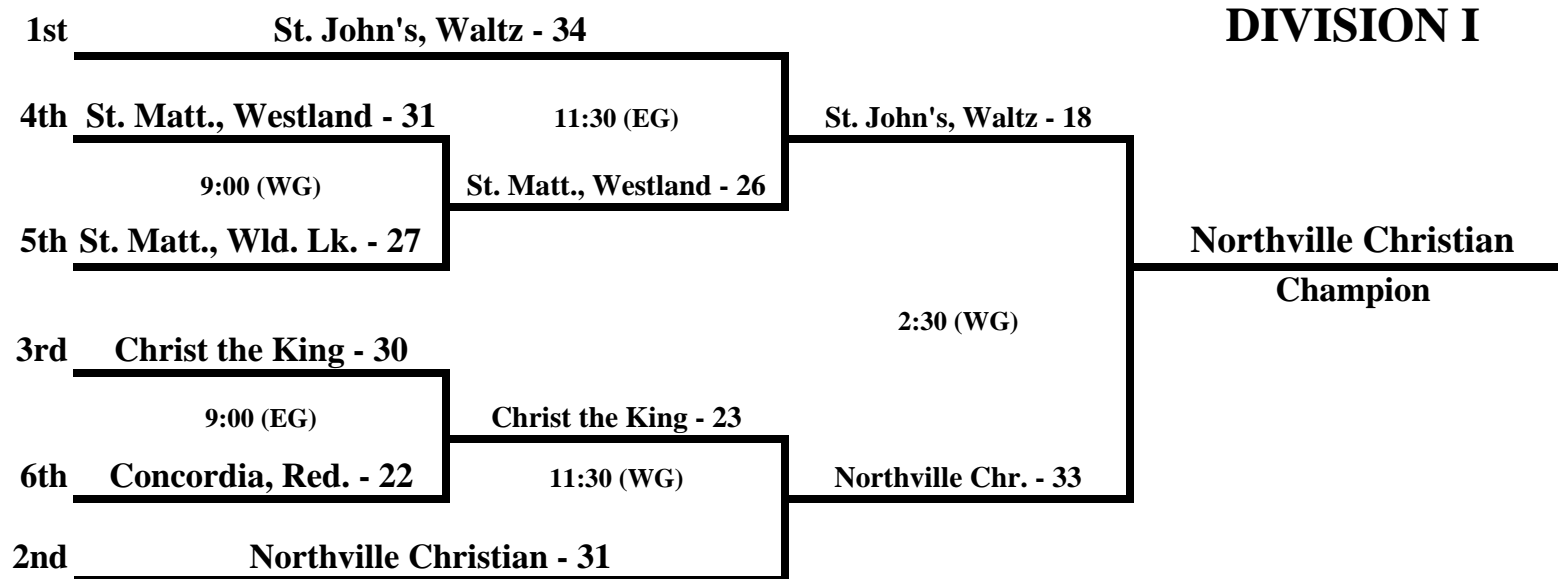 DIVISION I
1st St. John's, Waltz - 34
4th St. Matt., Westland - 31
11:30 (EG)
St. John's, Waltz - 18
9:00 (WG)
St. Matt., Westland - 26
5th St. Matt., Wld. Lk. - 27
Northville Christian
Champion
2:30 (WG)
3rd Christ the King - 30
9:00 (EG)
Christ the King - 23
6th Concordia, Red. - 22
11:30 (WG)
Northville Chr. - 33
2nd Northville Christian - 31